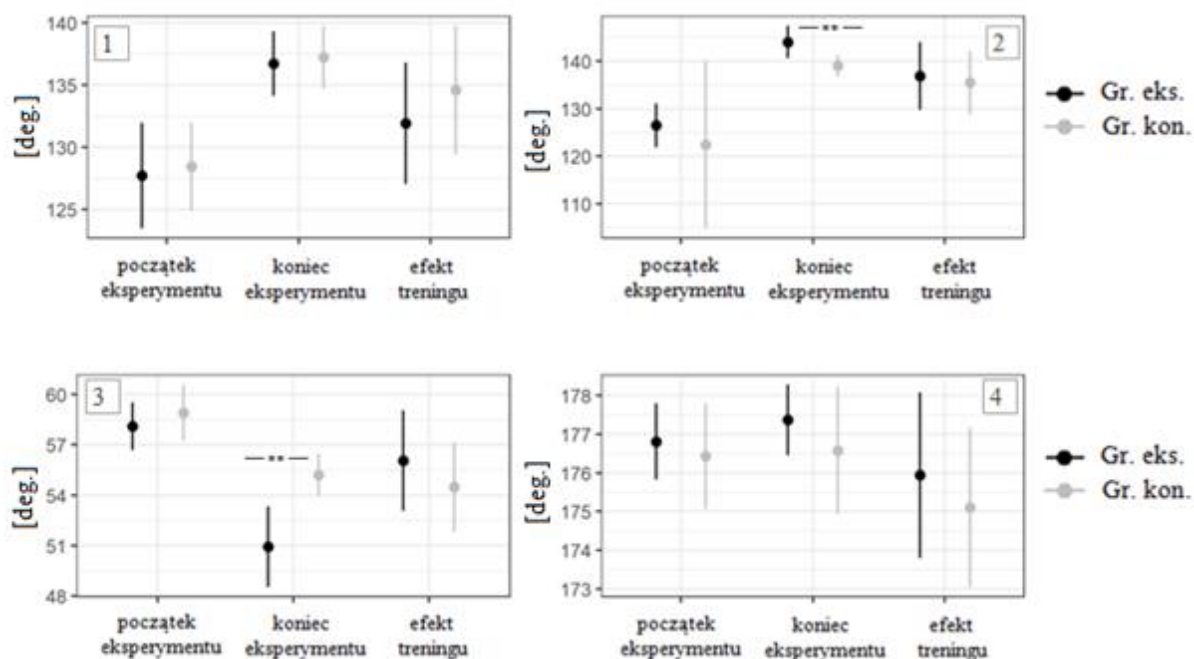 140
135
130
125
[deg.]
1
początek
eksperymentu
koniec
eksperymentu
efekt
treningu
140
130
120
110
[deg.]
**
2
początek
eksperymentu
koniec
eksperymentu
efekt
treningu
Gr. eks.
Gr. kon.
60
57
54
51
48
[deg.]
3
**
początek
eksperymentu
koniec
eksperymentu
efekt
treningu
178
177
176
175
174
173
[deg.]
4
początek
eksperymentu
koniec
eksperymentu
efekt
treningu
Gr. eks.
Gr. kon.